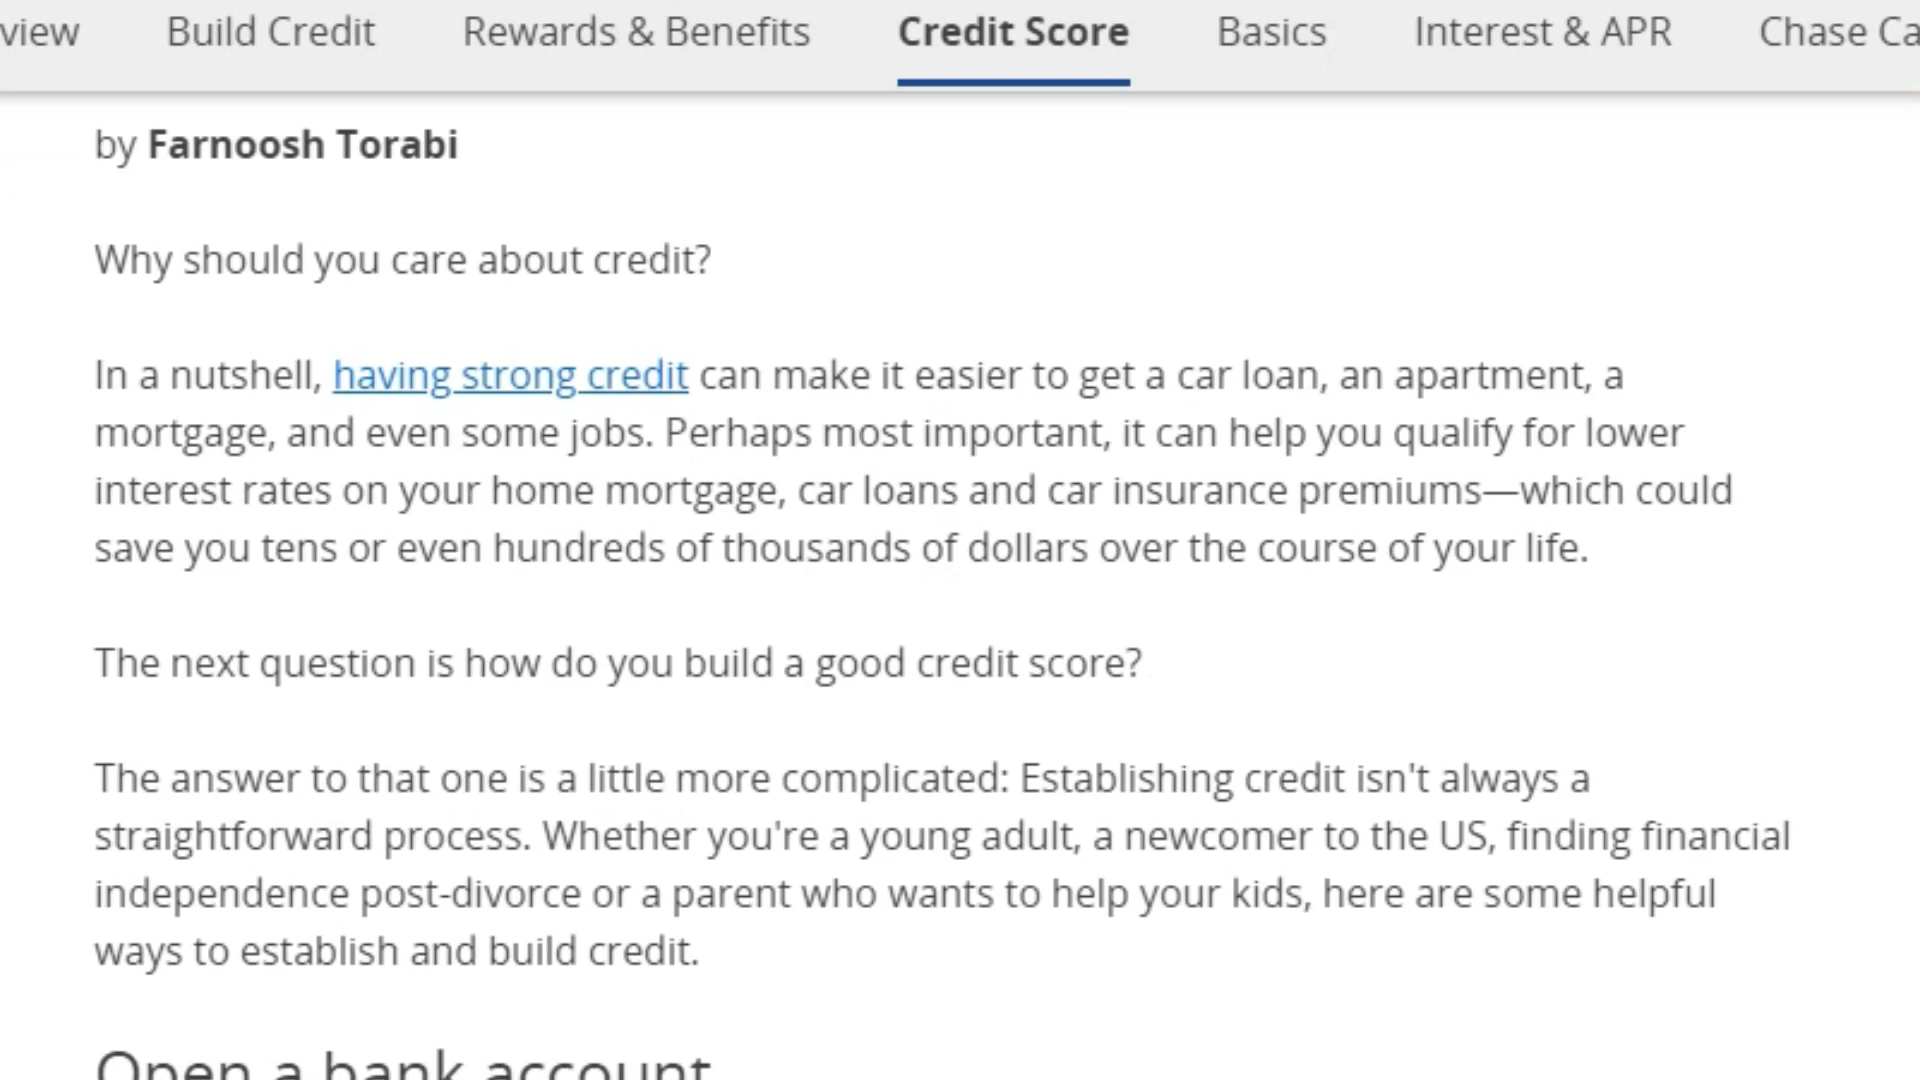 view Build Credit Rewards & Benefits Credit Score Basics Interest & APR Chase Ca
by Farnoosh Torabi
Why should you care about credit?
In a nutshell, having strong credit can make it easier to get a car loan, an apartment, a
mortgage, and even some jobs. Perhaps most important, it can help you qualify for lower
interest rates on your home mortgage, car loans and car insurance premiums—which could
save you tens or even hundreds of thousands of dollars over the course of your life.
The next question is how do you build a good credit score?
The answer to that one is a little more complicated: Establishing credit isn't always a
straightforward process. Whether you're a young adult, a newcomer to the US, finding financial
independence post-divorce or a parent who wants to help your kids, here are some helpful
ways to establish and build credit.
Open a bank account